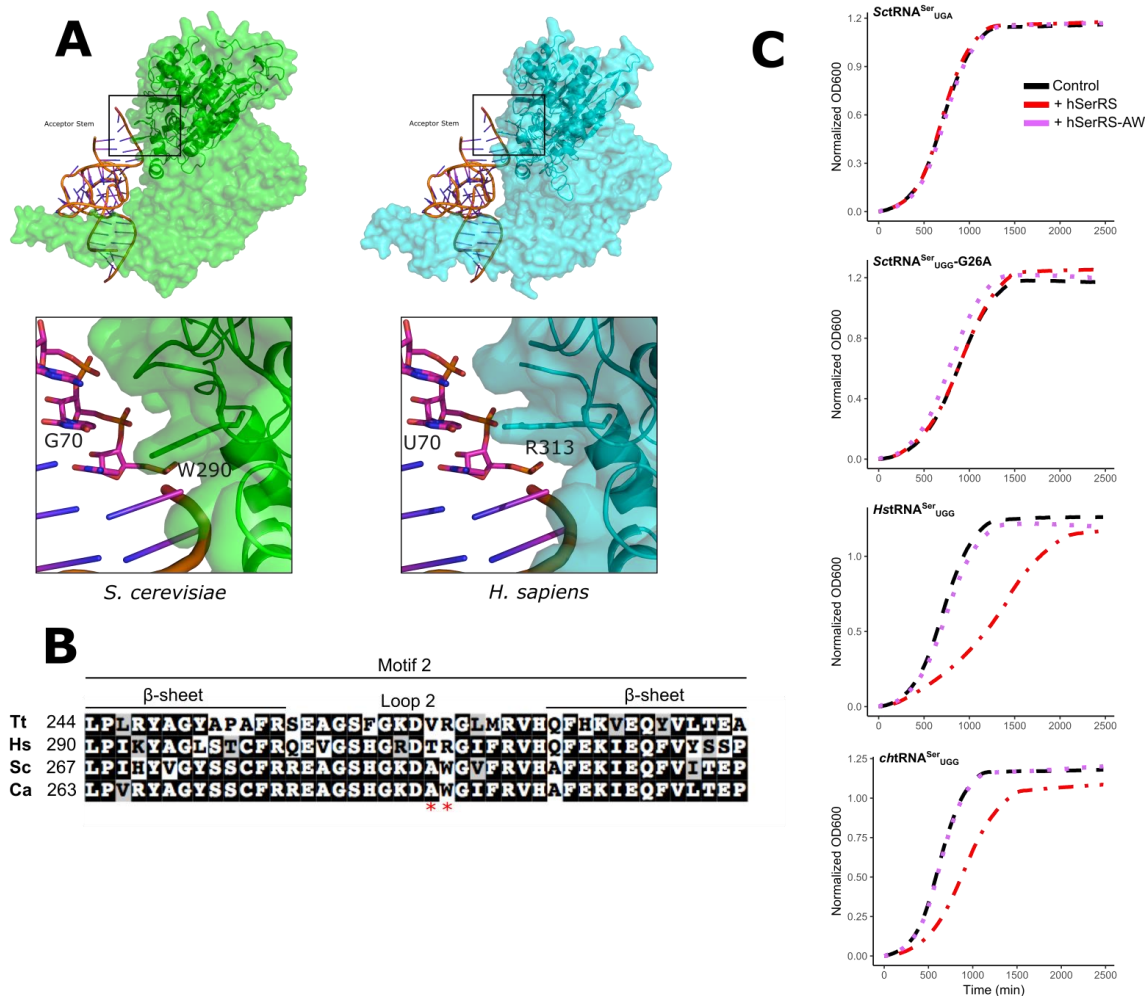 A
Acceptor Stem
Acceptor Stem
G70
W290
U70
R313
S. cerevisiae
H. sapiens
B
Motif 2
β-sheet
Loop 2
β-sheet
Tt 244 LPLRYAGYAPAFRSEAGSFGKDVRGLMRVHQFHKVEQYVLTEA
Hs 290 LPIKYAGLSTCFRQEVGSHGRDTRGIFRVHQFEKIEQFVYSSP
Sc 267 LPIHYVGYSSCFRREAGSHGKDAWGVFRVHAFEKIEQFVITEP
Ca 263 LPVRYAGYSSCFRREAGSHGKDAWGIFRVHAFEKIEQFVLTEP
* *
C
SctRNASerUGA
Normalized OD600
1.2
0.9
0.6
0.3
0.0
0 500 1000 1500 2000 2500
Control
+ hSerRS
+ hSerRS-AW
SctRNASerUGG-G26A
Normalized OD600
1.2
0.8
0.4
0.0
0 500 1000 1500 2000 2500
HstRNASerUGG
Normalized OD600
1.0
0.5
0.0
0 500 1000 1500 2000 2500
chtRNASerUGG
Normalized OD600
1.25
1.00
0.75
0.50
0.25
0.00
0 500 1000 1500 2000 2500
Time (min)